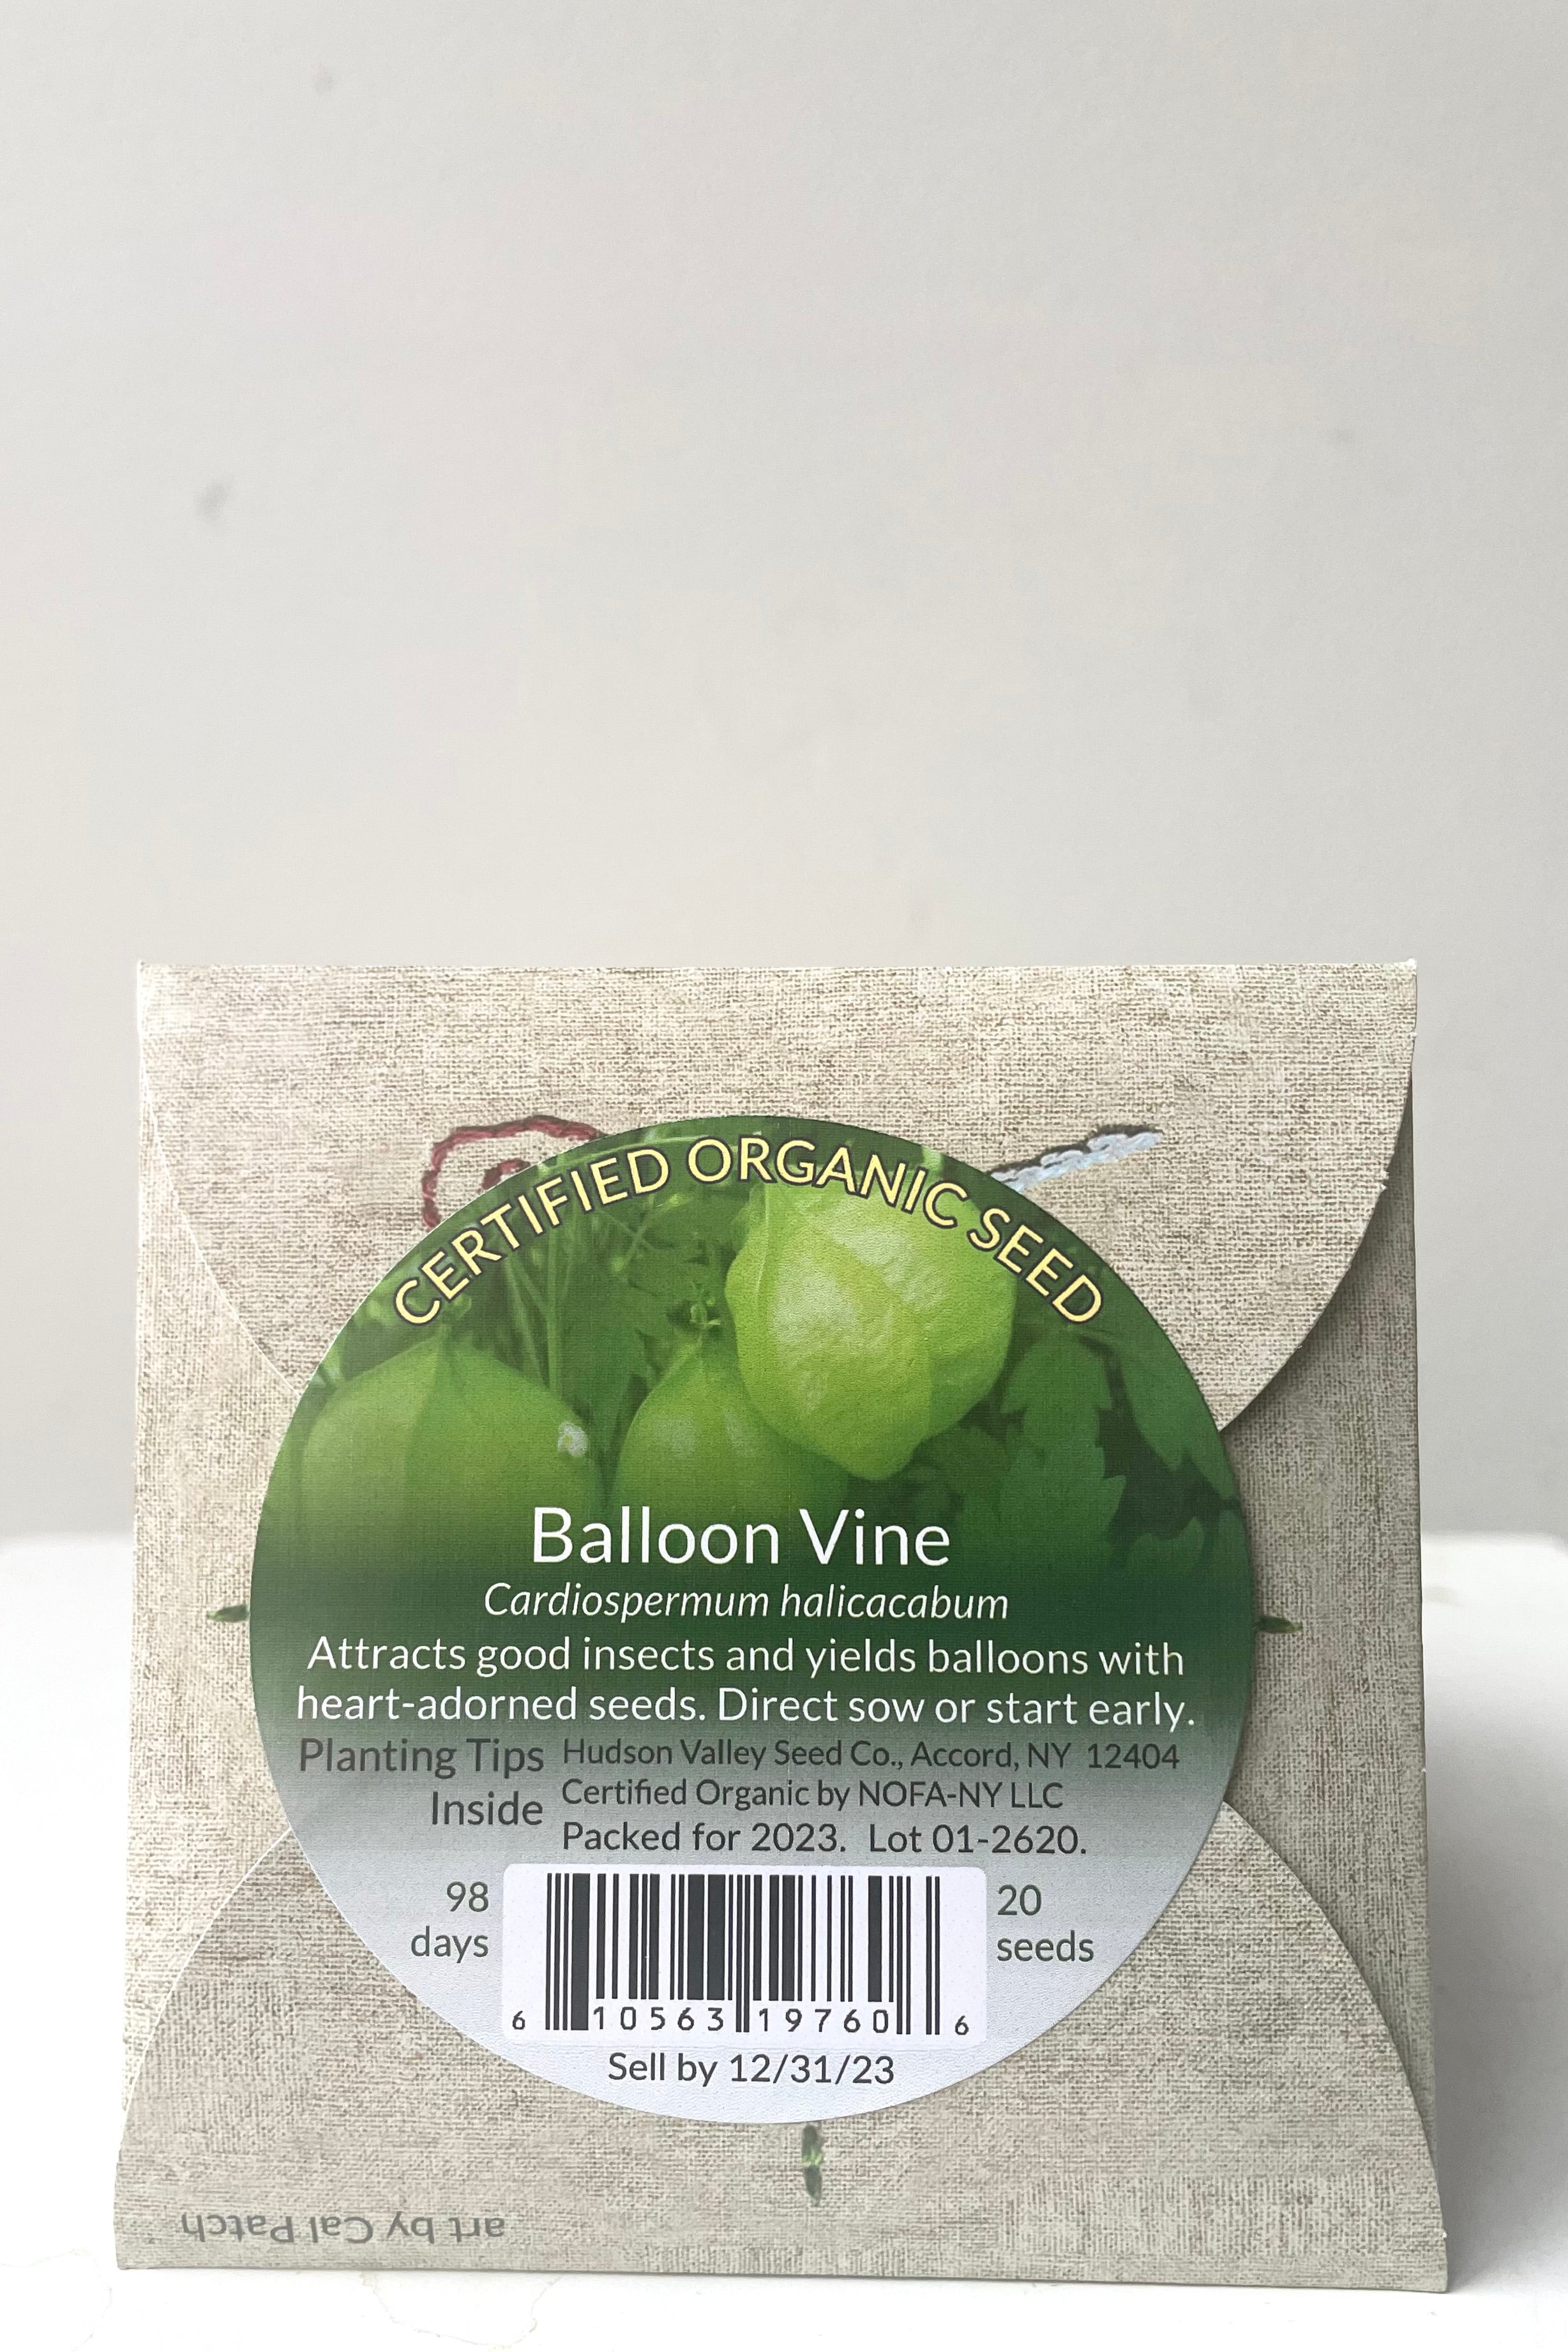 CERTIFIED ORGANIC SEED
Balloon Vine
Cardiospermum halicacabum
Attracts good insects and yields balloons with
heart-adorned seeds. Direct sow or start early.
Planting Tips
Inside
Hudson Valley Seed Co., Accord, NY 12404
Certified Organic by NOFA-NY LLC
Packed for 2023. Lot 01-2620.
98
days
20
seeds
6 10563 19760 6
Sell by 12/31/23
art by Cal Patch